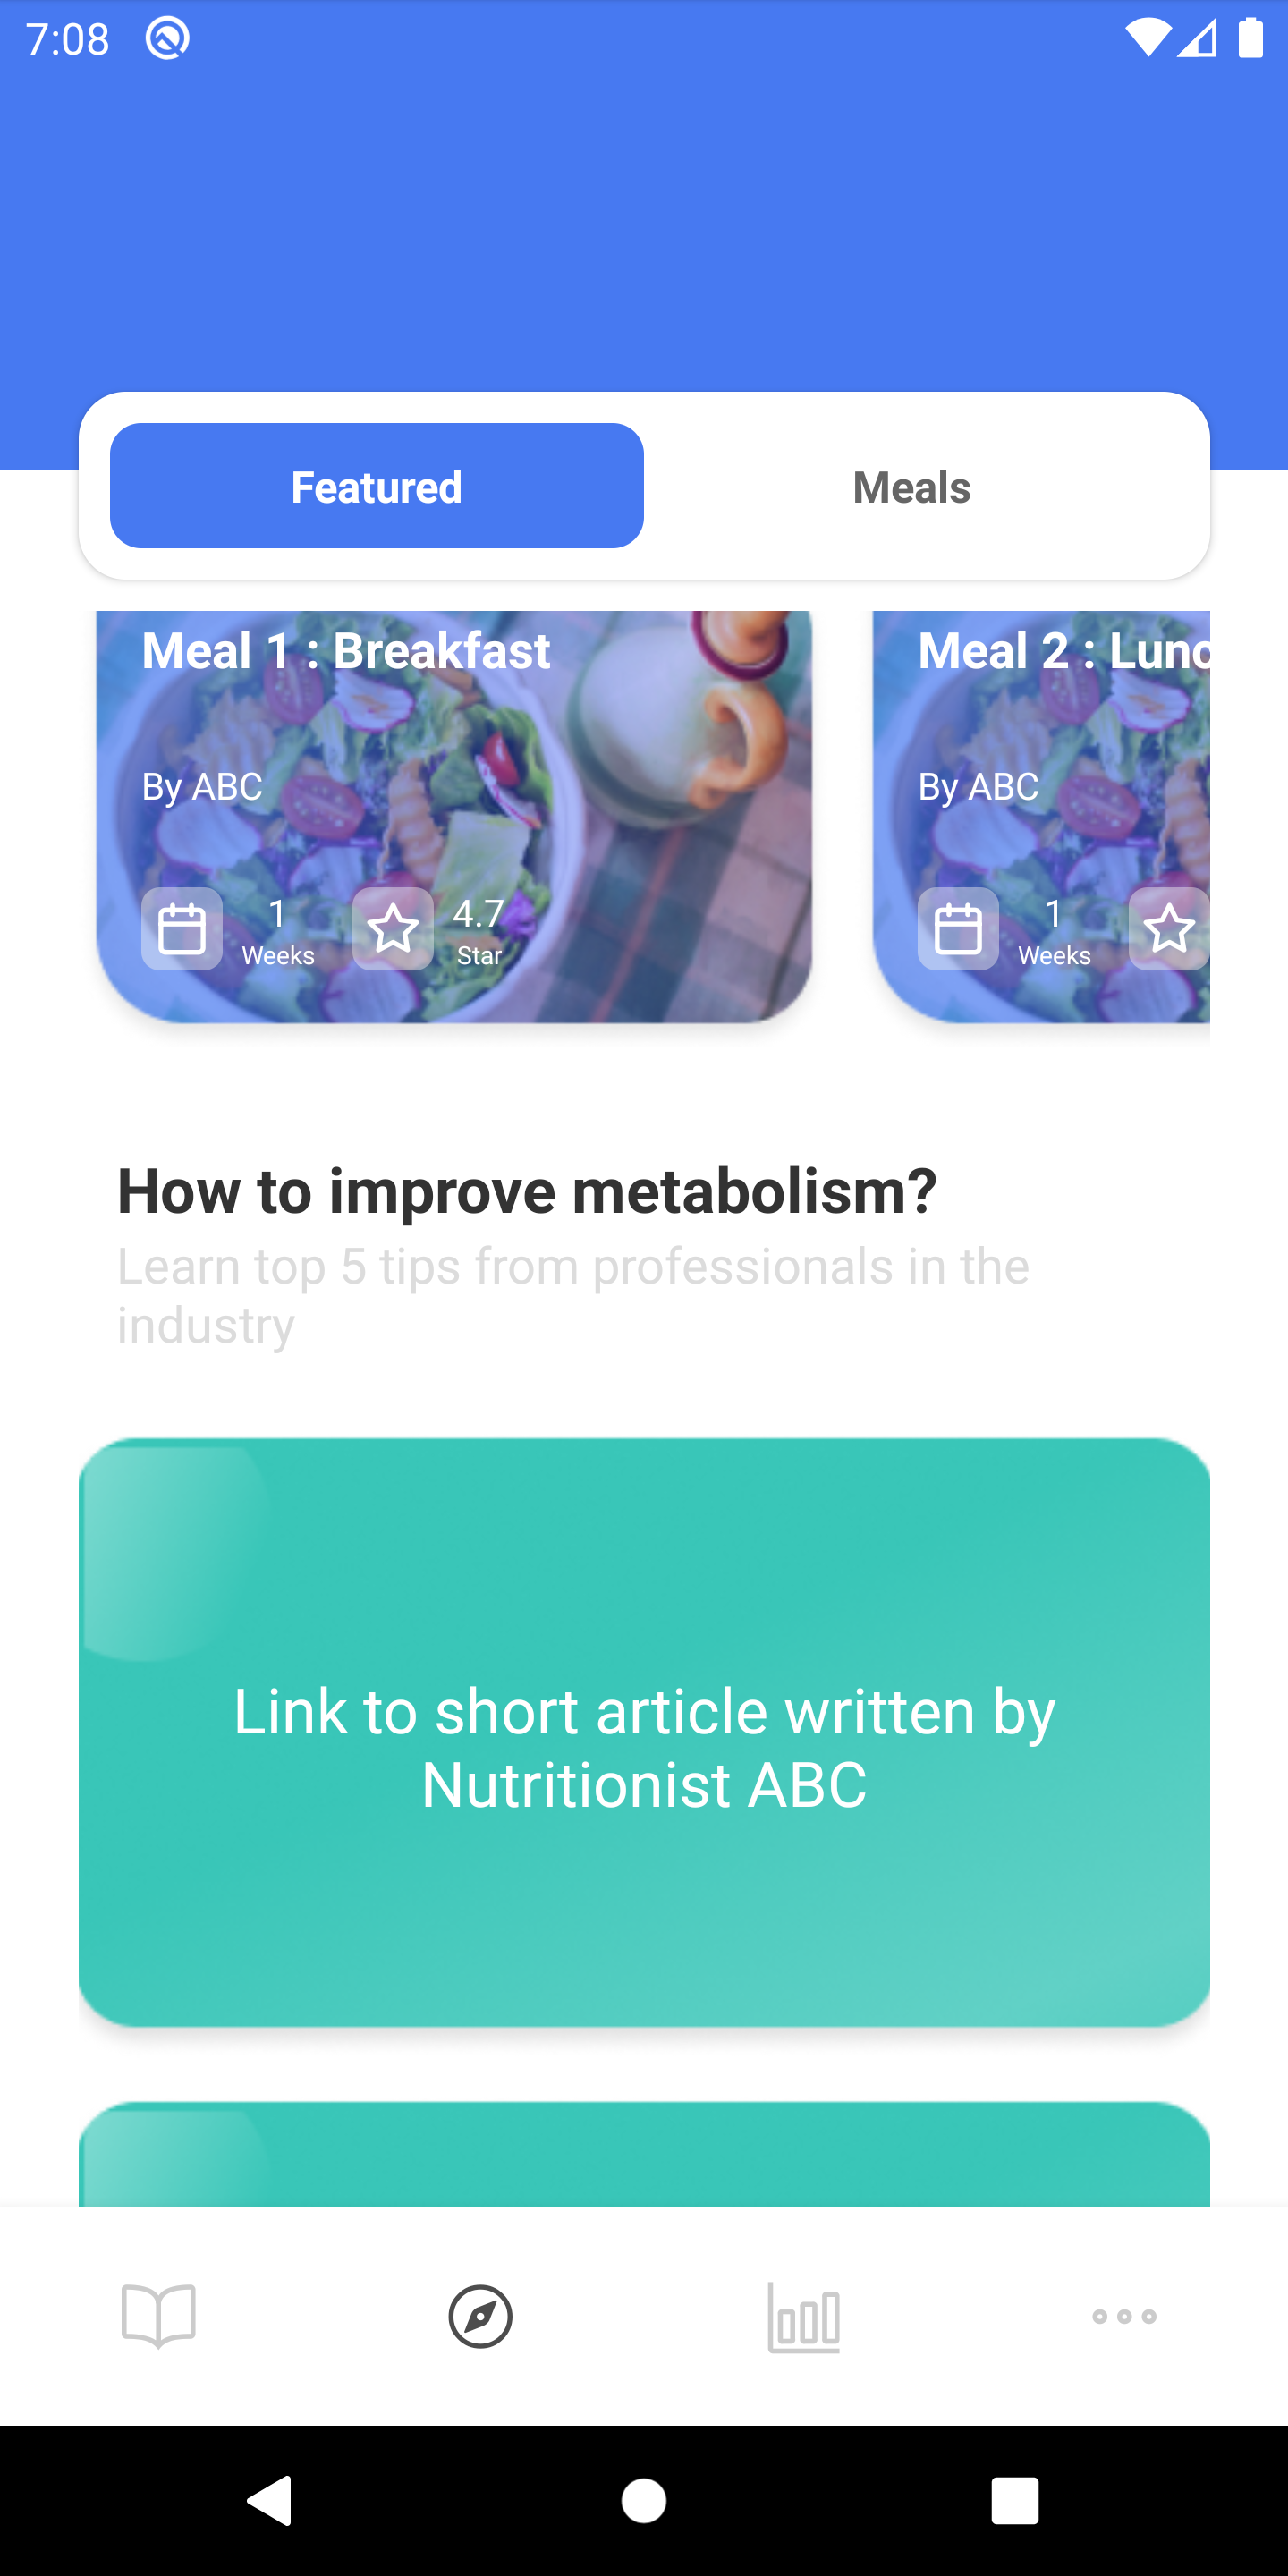 7:08
Featured
Meals
Meal 1 : Breakfast
By ABC
1
Weeks
4.7
Star
Meal 2 :
By ABC
1
Weeks
How to improve metabolism?
Learn top 5 tips from professionals in the
industry
Link to short article written by
Nutritionist ABC